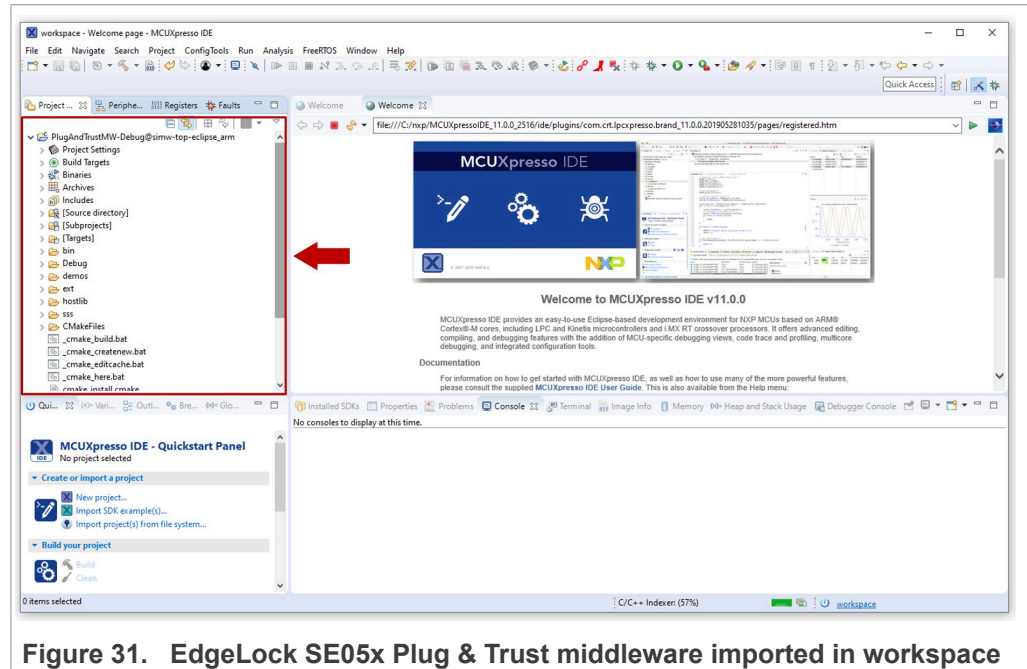 workspace - Welcome page - MCUXpresso IDE
File Edit Navigate Search Project ConfigTools Run Analysis FreeRTOS Window Help
Quick Access
Project ... Periphe... Registers Faults
Welcome Welcome
file:///C:/nxp/MCUXpressoIDE_11.0.0_2516/ide/plugins/com.crt.lpcxpresso.brand_11.0.0.201905281035/pages/registered.htm
PlugAndTrustMW-Debug@simw-top-eclipse_arm
Project Settings
Build Targets
Binaries
Archives
Includes
[Source directory]
[Subprojects]
[Targets]
bin
Debug
demos
ext
hostlib
sss
CMakeFiles
_cmake_build.bat
_cmake_createnew.bat
_cmake_editcache.bat
_cmake_here.bat
cmake_install.cmake
MCUXpresso IDE
NXP
Welcome to MCUXpresso IDE v11.0.0
MCUXpresso IDE provides an easy-to-use Eclipse-based development environment for NXP MCUs based on ARM®
Cortex®-M cores, including LPC and Kinetis microcontrollers and i.MX RT crossover processors. It offers advanced editing,
compiling, and debugging features with the addition of MCU-specific debugging views, code trace and profiling, multicore
debugging, and integrated configuration tools.
Documentation
For information on how to get started with MCUXpresso IDE, as well as how to use many of the more powerful features,
please consult the supplied MCUXpresso IDE User Guide. This is also available from the Help menu:
Qui... (x)= Vari... Outl... Bre... Glo...
MCUXpresso IDE - Quickstart Panel
IDE
No project selected
Create or import a project
New project...
Import SDK example(s)...
Import project(s) from file system...
Build your project
Build
Clean
Installed SDKs Properties Problems Console Terminal Image Info Memory Heap and Stack Usage Debugger Console
No consoles to display at this time.
0 items selected
C/C++ Indexer: (57%)
workspace
Figure 31. EdgeLock SE05x Plug & Trust middleware imported in workspace